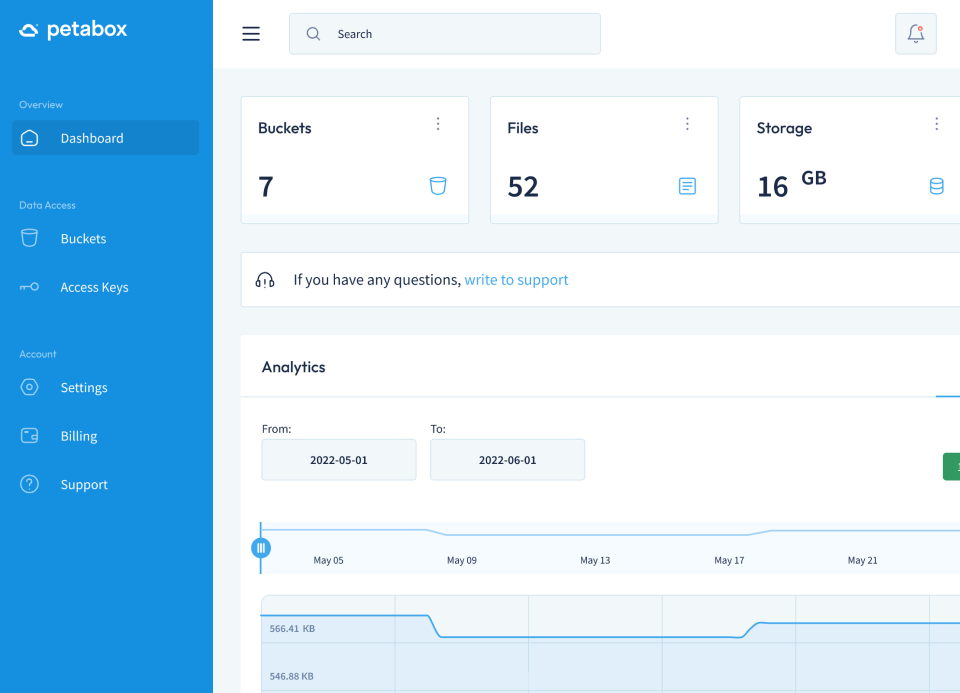 petabox
Search
Overview
Dashboard
Data Access
Buckets
Access Keys
Account
Settings
Billing
Support
Buckets
7
Files
52
Storage
16 GB
If you have any questions, write to support
Analytics
From:
To:
2022-05-01
2022-06-01
May 05
May 09
May 13
May 17
May 21
566.41 KB
546.88 KB